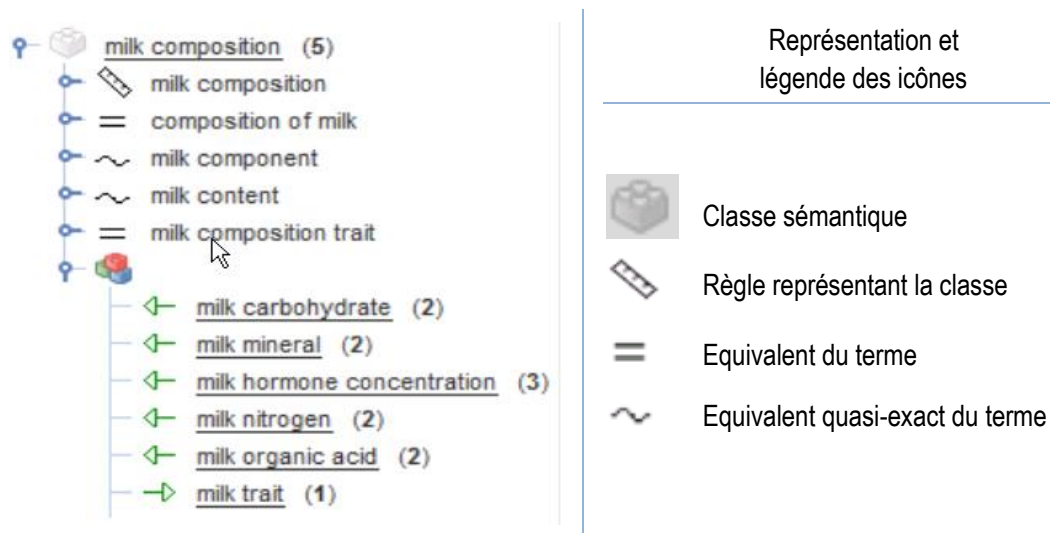 milk composition (5)
milk composition
composition of milk
milk component
milk content
milk composition trait
milk carbohydrate (2)
milk mineral (2)
milk hormone concentration (3)
milk nitrogen (2)
milk organic acid (2)
milk trait (1)
Représentation et
légende des icônes
Classe sémantique
Règle représentant la classe
Equivalent du terme
Equivalent quasi-exact du terme